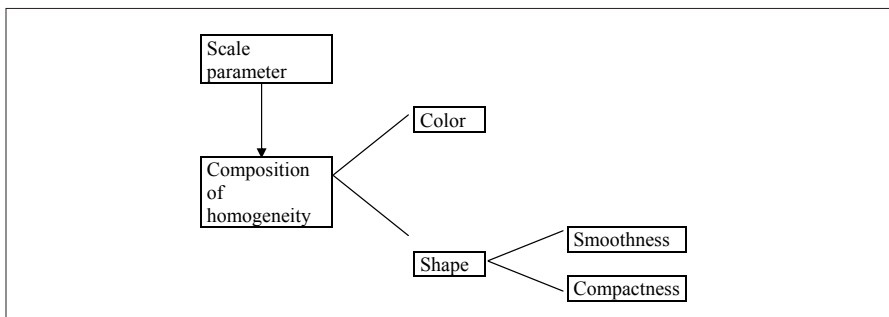 Scale
parameter
Color
Composition
of
homogeneity
Smoothness
Shape
Compactness